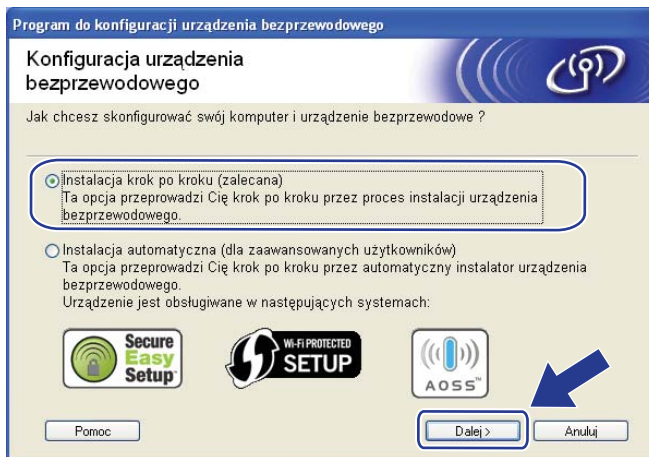 Program do konfiguracji urządzenia bezprzewodowego
Konfiguracja urządzenia
bezprzewodowego
Jak chcesz skonfigurować swój komputer i urządzenie bezprzewodowe ?
Instalacja krok po kroku (zalecana)
Ta opcja przeprowadzi Cię krok po kroku przez proces instalacji urządzenia
bezprzewodowego.
Instalacja automatyczna (dla zaawansowanych użytkowników)
Ta opcja przeprowadzi Cię krok po kroku przez automatyczny instalator urządzenia
bezprzewodowego.
Urządzenie jest obsługiwane w następujących systemach:
Secure
Easy
Setup™
Wi-Fi PROTECTED
SETUP
AOSS™
Pomoc
Dalej >
Anuluj